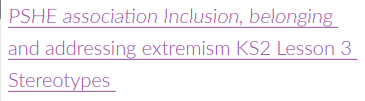 PSHE association Inclusion, belonging
and addressing extremism KS2 Lesson 3
Stereotypes